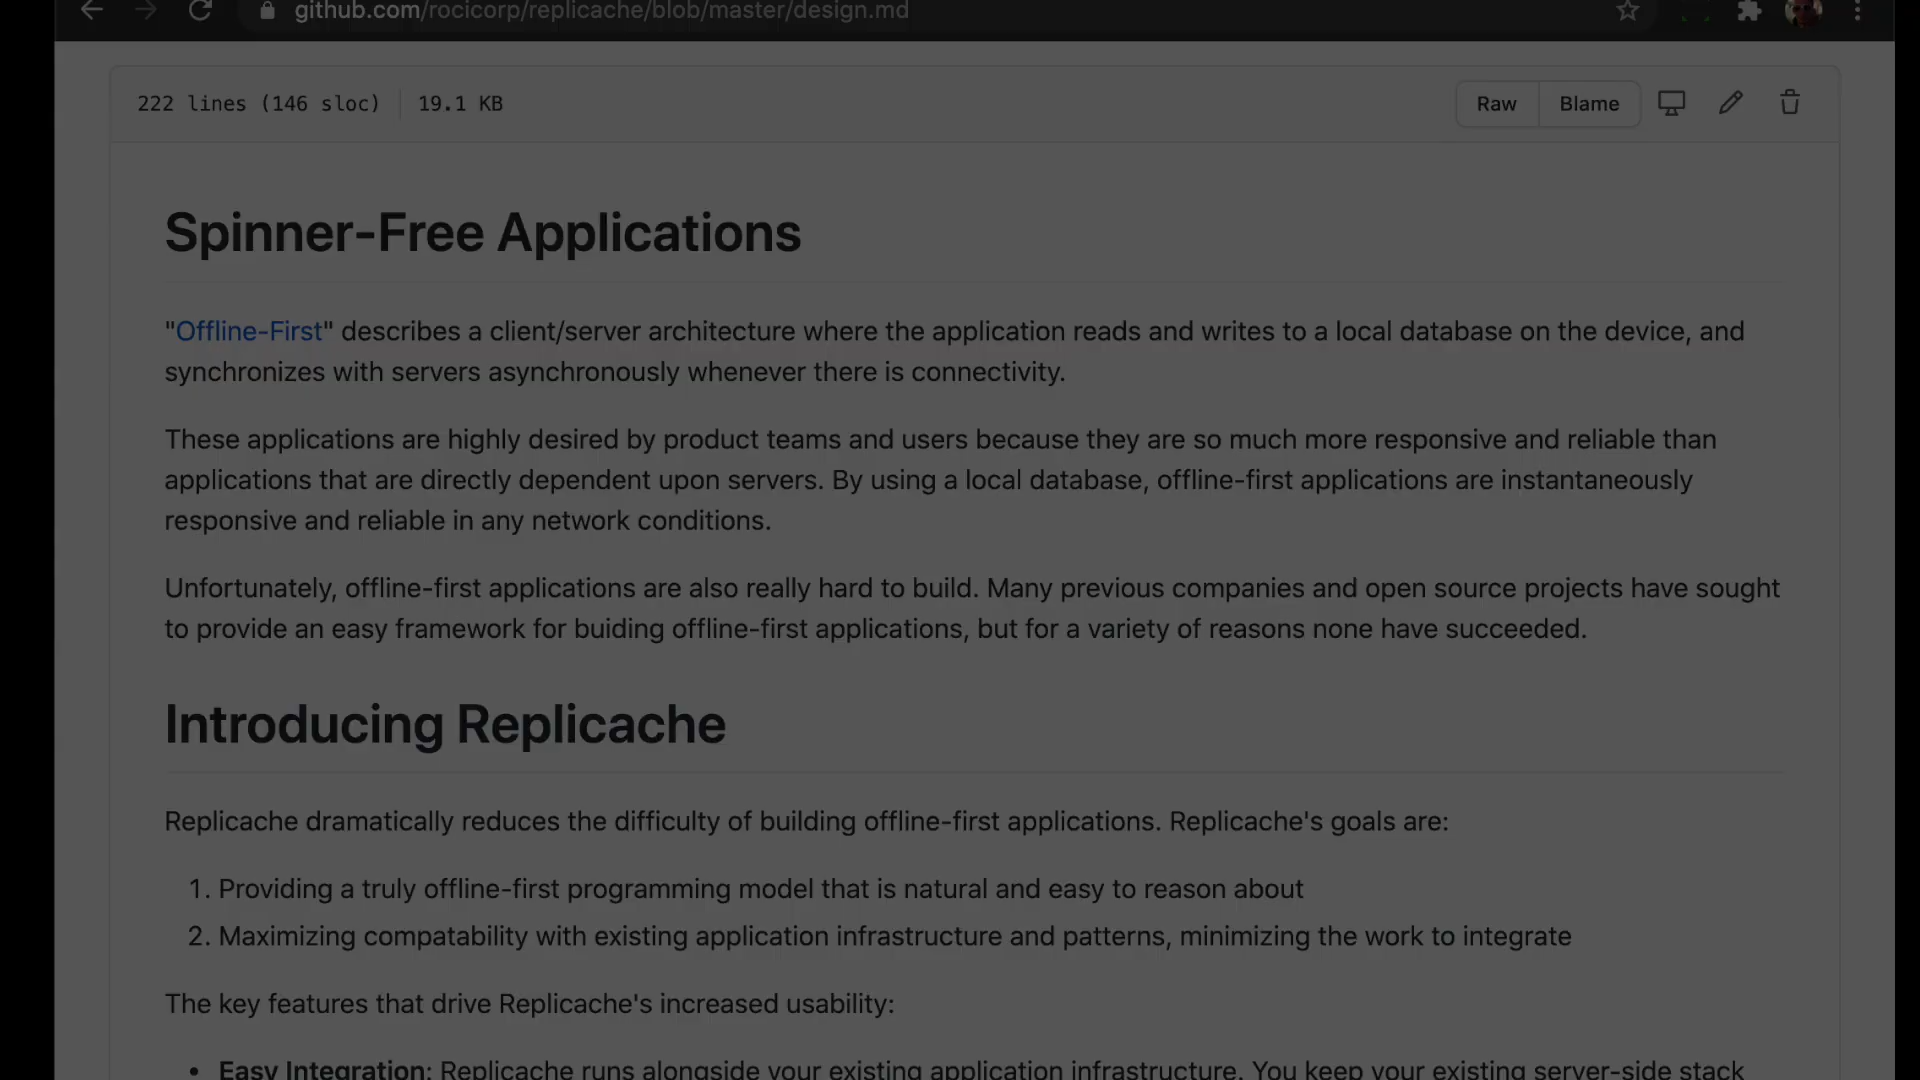 github.com/rocicorp/replicache/blob/master/design.md
222 lines (146 sloc) 19.1 KB
Raw Blame
Spinner-Free Applications
"Offline-First" describes a client/server architecture where the application reads and writes to a local database on the device, and
synchronizes with servers asynchronously whenever there is connectivity.
These applications are highly desired by product teams and users because they are so much more responsive and reliable than
applications that are directly dependent upon servers. By using a local database, offline-first applications are instantaneously
responsive and reliable in any network conditions.
Unfortunately, offline-first applications are also really hard to build. Many previous companies and open source projects have sought
to provide an easy framework for buiding offline-first applications, but for a variety of reasons none have succeeded.
Introducing Replicache
Replicache dramatically reduces the difficulty of building offline-first applications. Replicache's goals are:
1. Providing a truly offline-first programming model that is natural and easy to reason about
2. Maximizing compatability with existing application infrastructure and patterns, minimizing the work to integrate
The key features that drive Replicache's increased usability:
• Easy Integration: Replicache runs alongside your existing application infrastructure. You keep your existing server-side stack